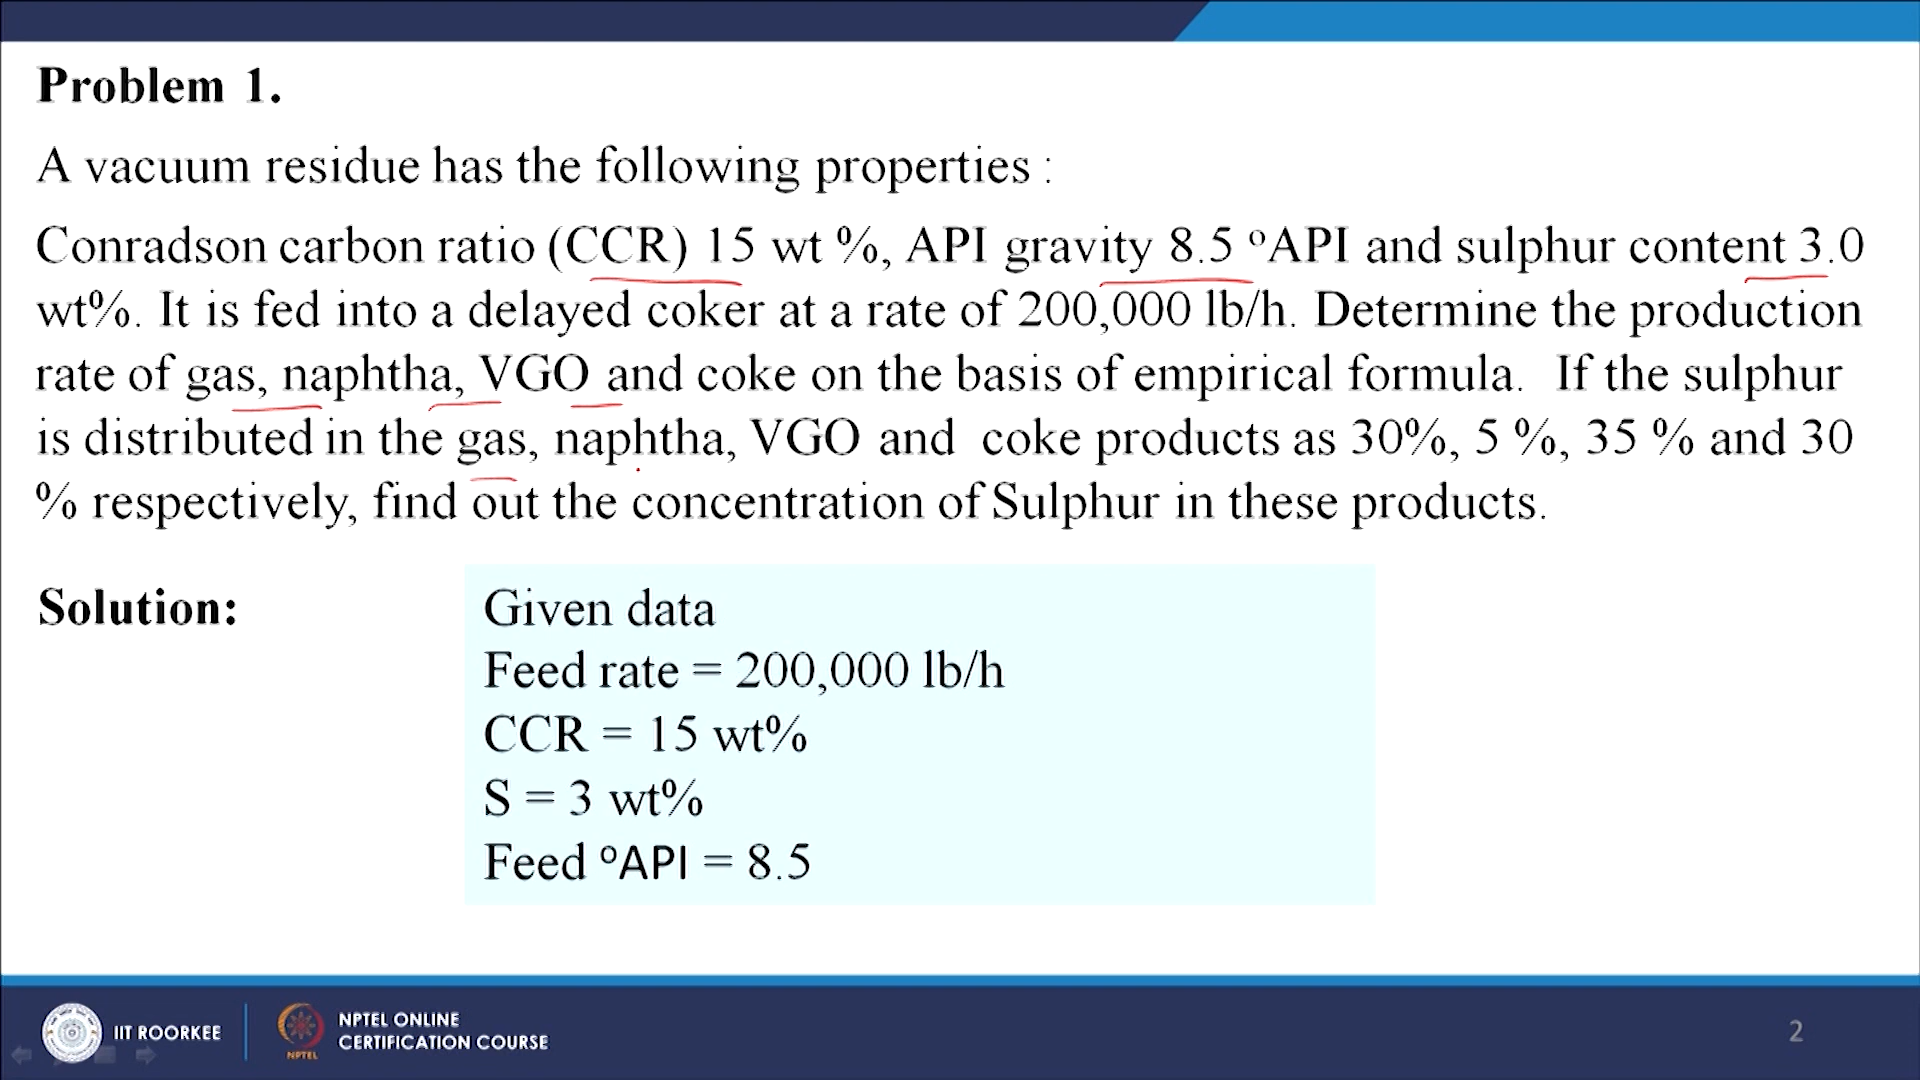 Problem 1.
A vacuum residue has the following properties :
Conradson carbon ratio (CCR) 15 wt %, API gravity 8.5 ᵒAPI and sulphur content 3.0
wt%. It is fed into a delayed coker at a rate of 200,000 lb/h. Determine the production
rate of gas, naphtha, VGO and coke on the basis of empirical formula. If the sulphur
is distributed in the gas, naphtha, VGO and coke products as 30%, 5 %, 35 % and 30
% respectively, find out the concentration of Sulphur in these products.
Solution:
Given data
Feed rate = 200,000 lb/h
CCR = 15 wt%
S = 3 wt%
Feed ᵒAPI = 8.5
IIT ROORKEE
NPTEL
NPTEL ONLINE
CERTIFICATION COURSE
2